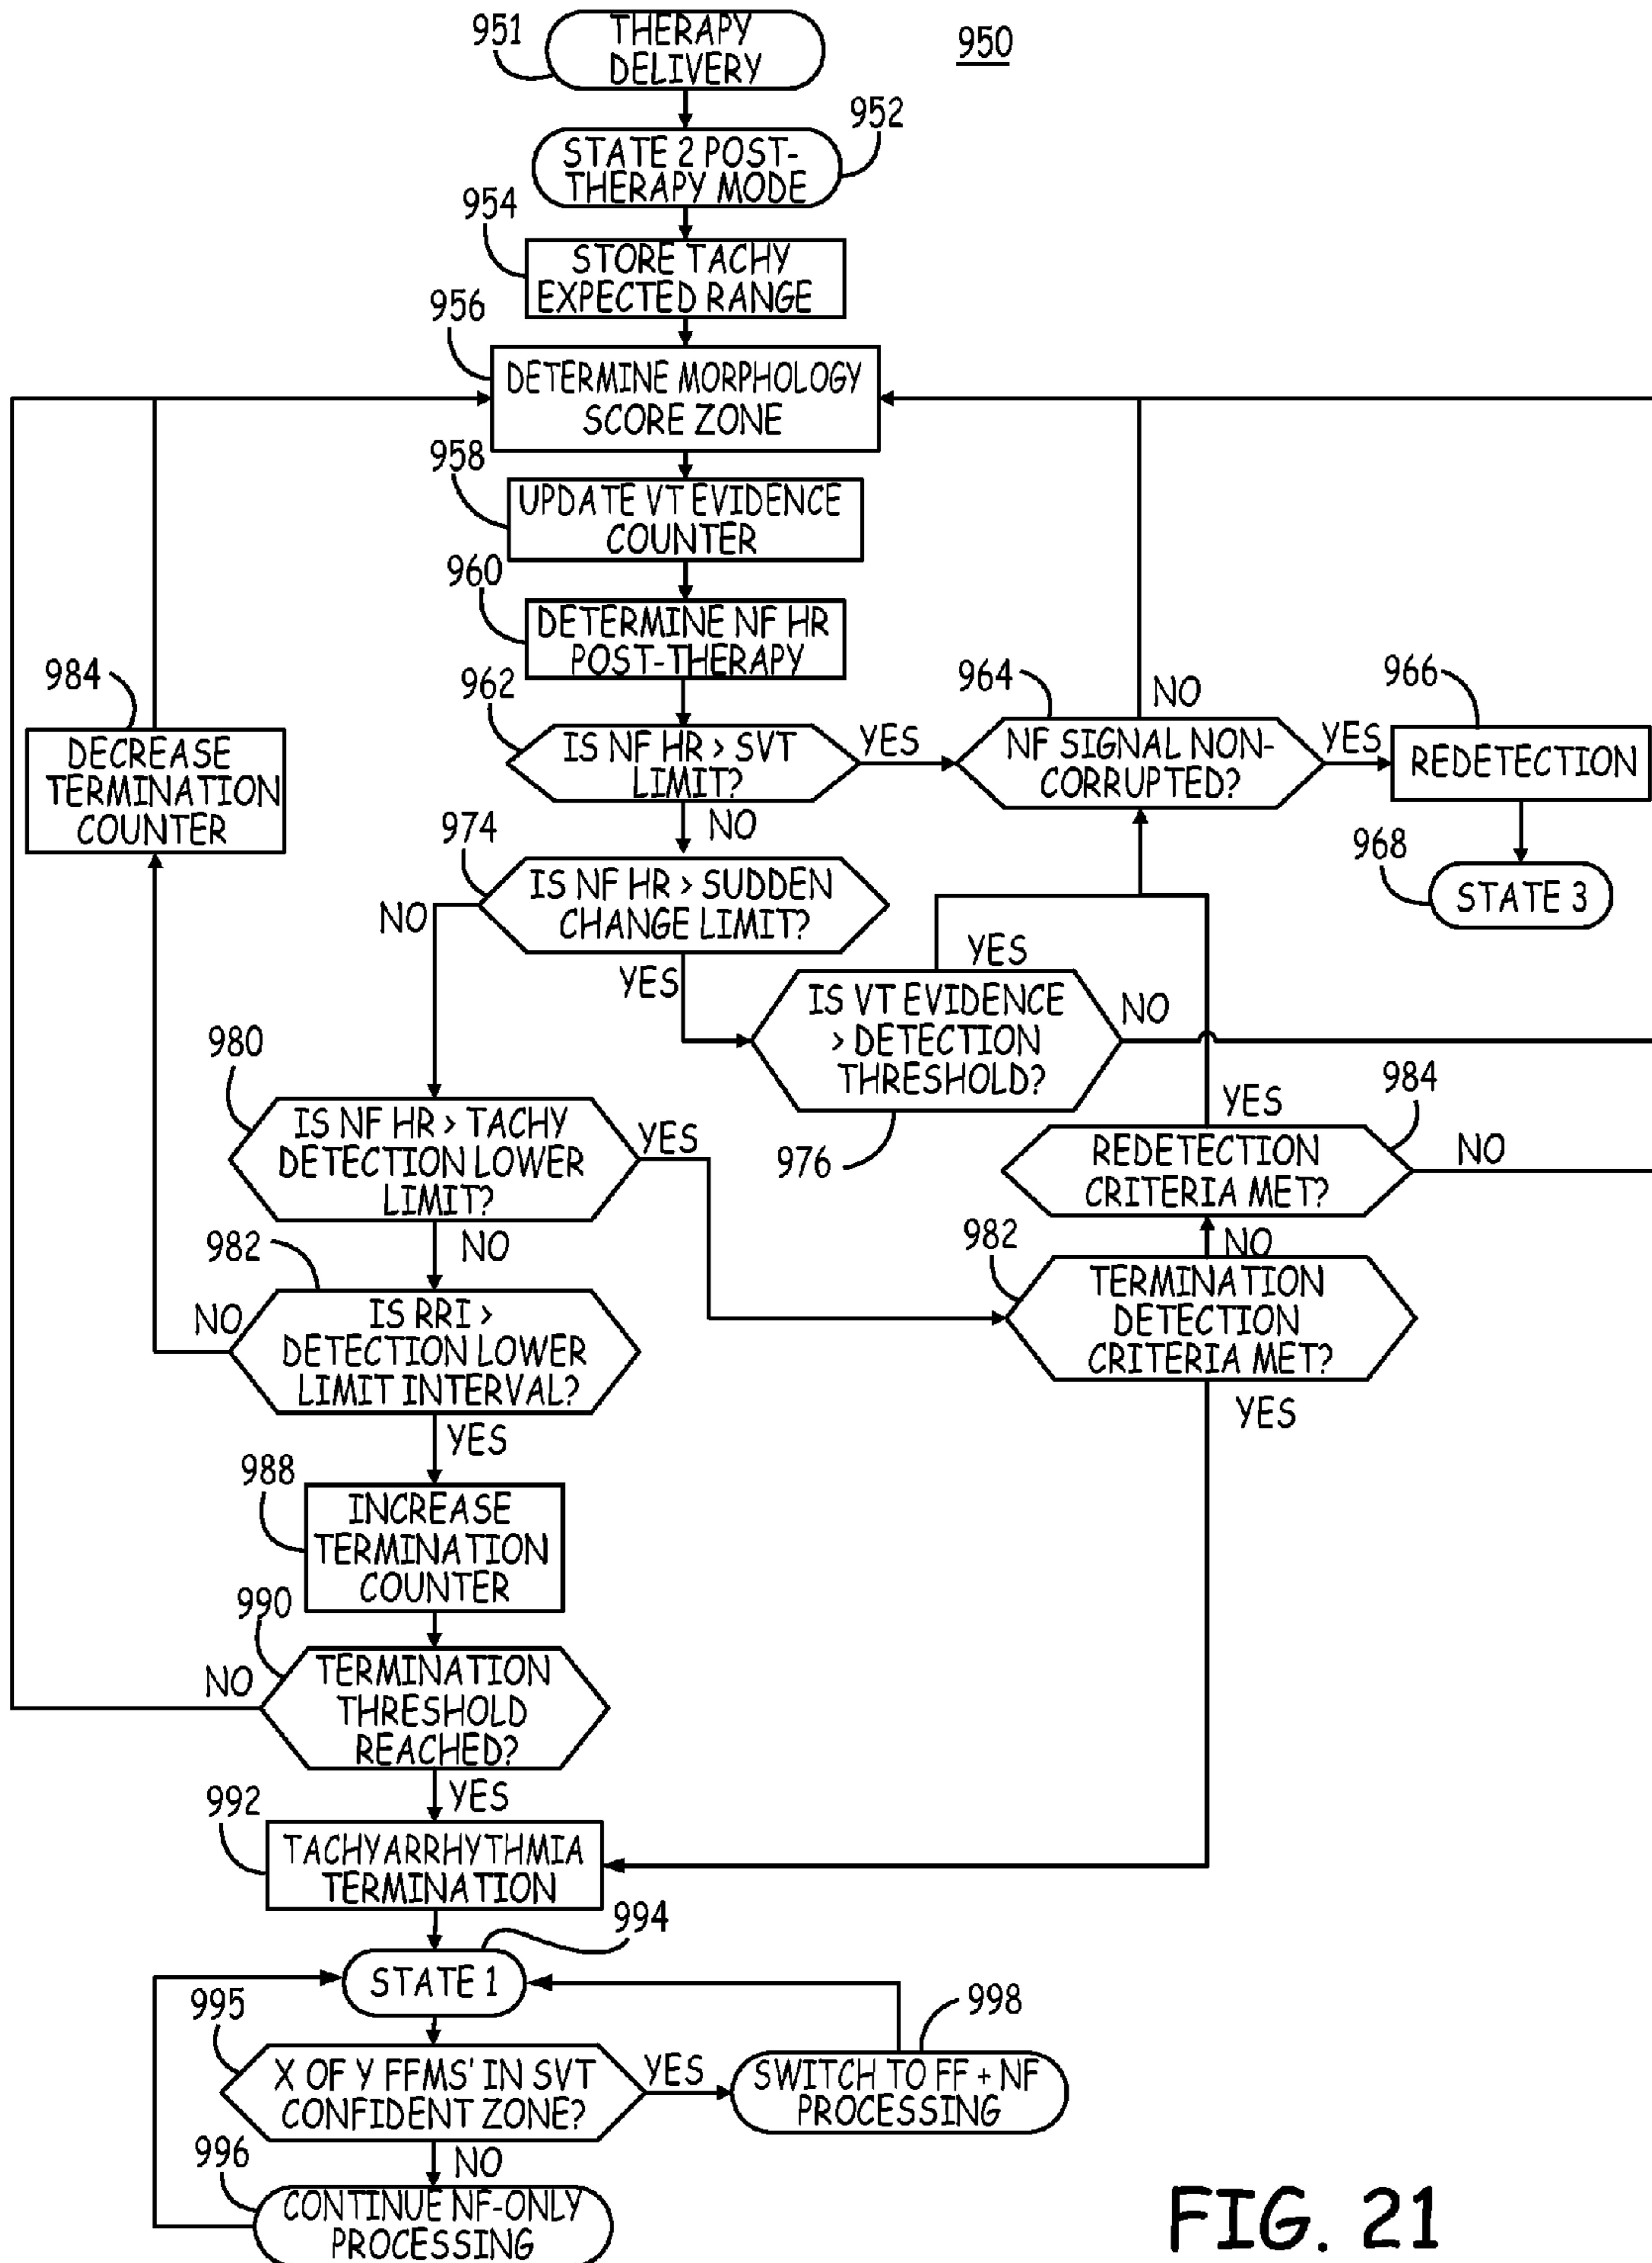 951
THERAPY
DELIVERY
950
952
STATE 2 POST-
THERAPY MODE
954
STORE TACHY
EXPECTED RANGE
956
DETERMINE MORPHOLOGY
SCORE ZONE
958
UPDATE VT EVIDENCE
COUNTER
960
DETERMINE NF HR
POST-THERAPY
984
DECREASE
TERMINATION
COUNTER
962
IS NF HR > SVT
LIMIT?
YES
NO
964
NO
NF SIGNAL NON-
CORRUPTED?
YES
966
REDETECTION
968
STATE 3
974
IS NF HR > SUDDEN
CHANGE LIMIT?
NO
YES
YES
IS VT EVIDENCE
> DETECTION
THRESHOLD?
NO
976
980
IS NF HR > TACHY
DETECTION LOWER
LIMIT?
YES
NO
984
YES
REDETECTION
CRITERIA MET?
NO
982
NO
TERMINATION
DETECTION
CRITERIA MET?
YES
982
IS RRI >
DETECTION LOWER
LIMIT INTERVAL?
NO
YES
988
INCREASE
TERMINATION
COUNTER
990
TERMINATION
THRESHOLD
REACHED?
NO
YES
992
TACHYARRHYTHMIA
TERMINATION
994
STATE 1
995
X OF Y FFMS' IN SVT
CONFIDENT ZONE?
YES
998
SWITCH TO FF + NF
PROCESSING
NO
996
CONTINUE NF-ONLY
PROCESSING
FIG. 21